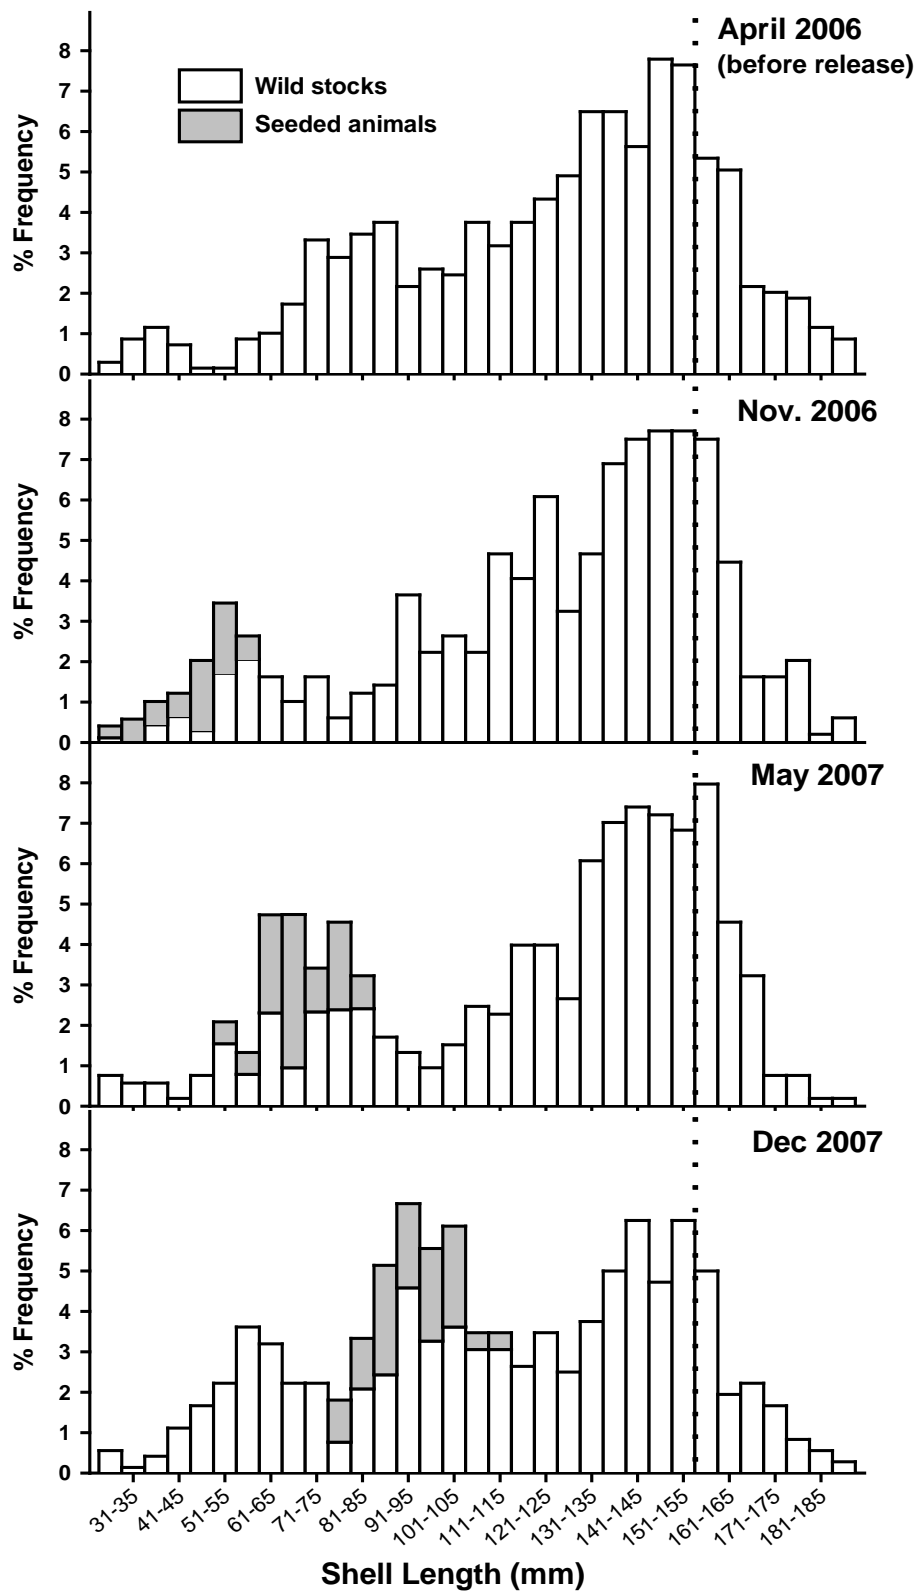 April 2006
(before release)
Wild stocks
Seeded animals
% Frequency
8
7
6
5
4
3
2
1
0
Nov. 2006
% Frequency
8
7
6
5
4
3
2
1
0
May 2007
% Frequency
8
7
6
5
4
3
2
1
0
Dec 2007
% Frequency
8
7
6
5
4
3
2
1
0
31-35 41-45 51-55 61-65 71-75 81-85 91-95 101-105 111-115 121-125 131-135 141-145 151-155 161-165 171-175 181-185
Shell Length (mm)